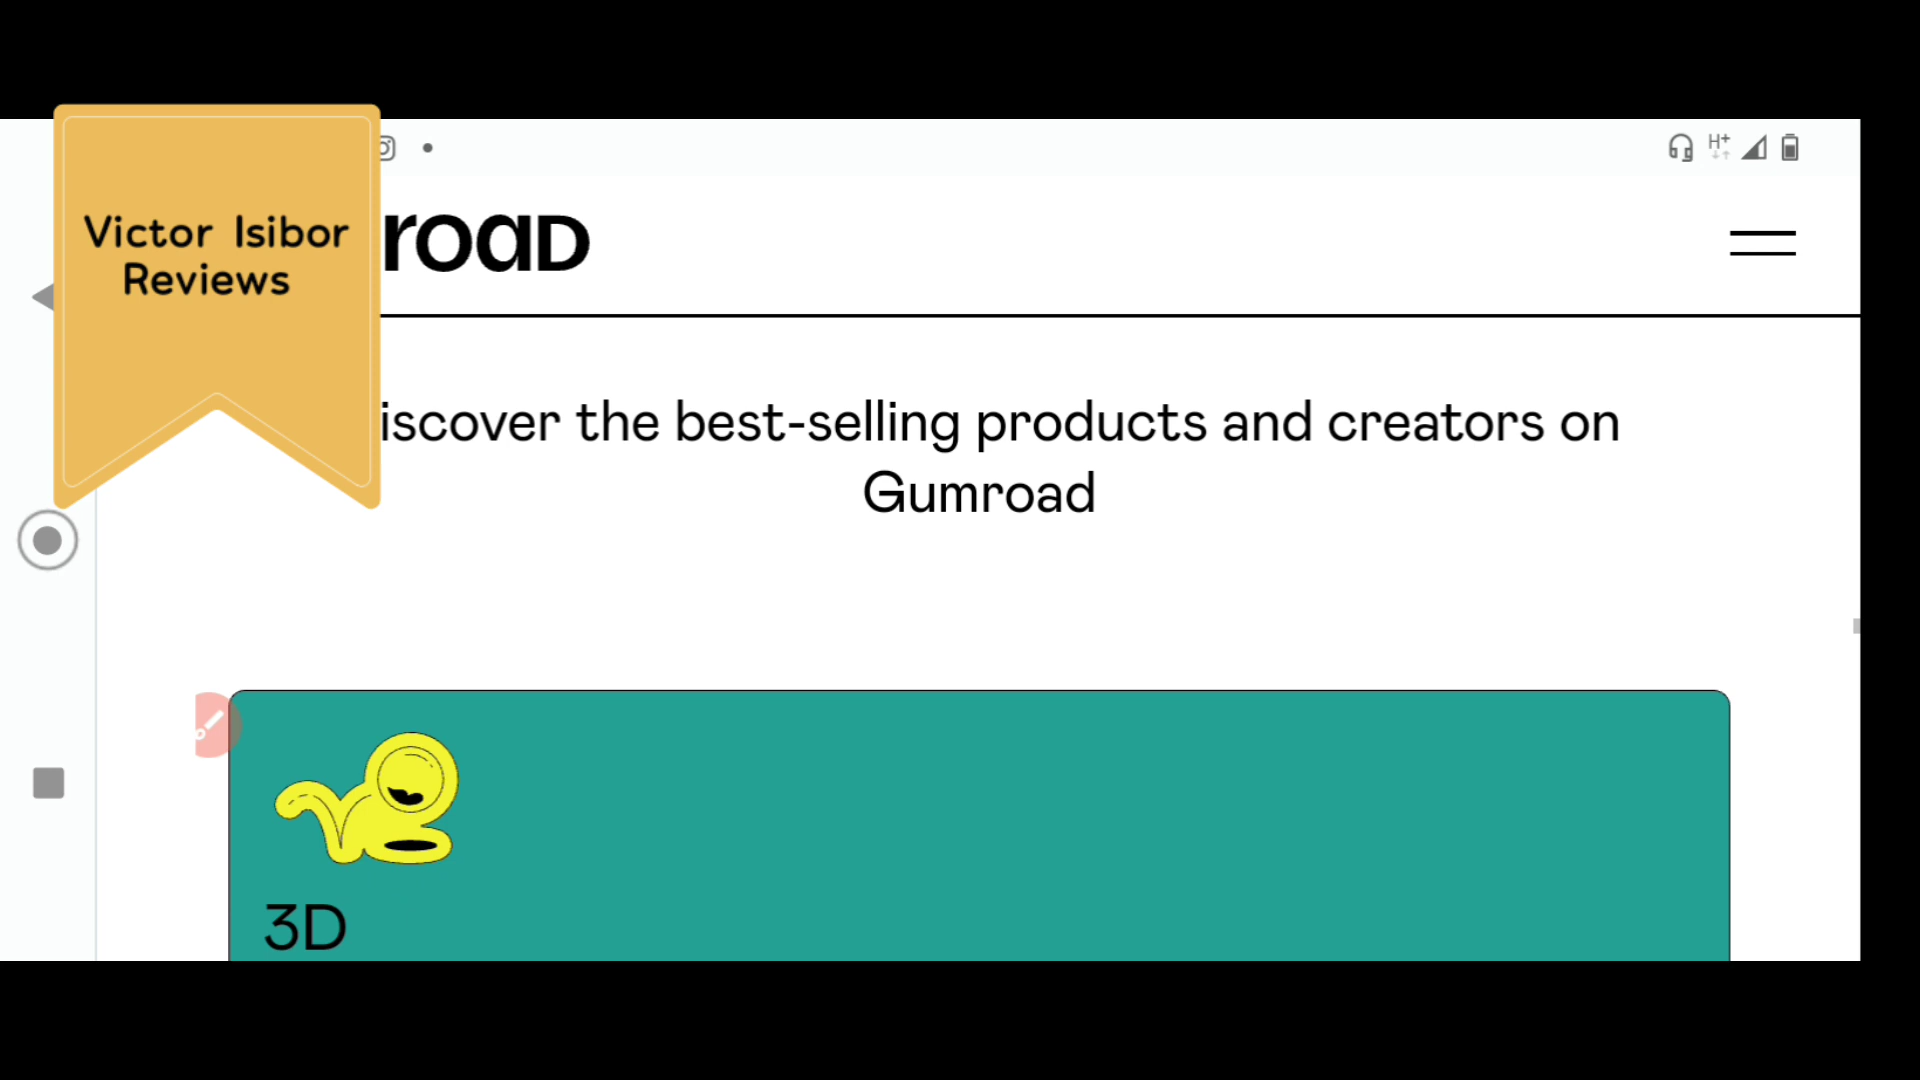 Victor Isibor
Reviews
H+
roaD
iscover the best-selling products and creators on
Gumroad
3D